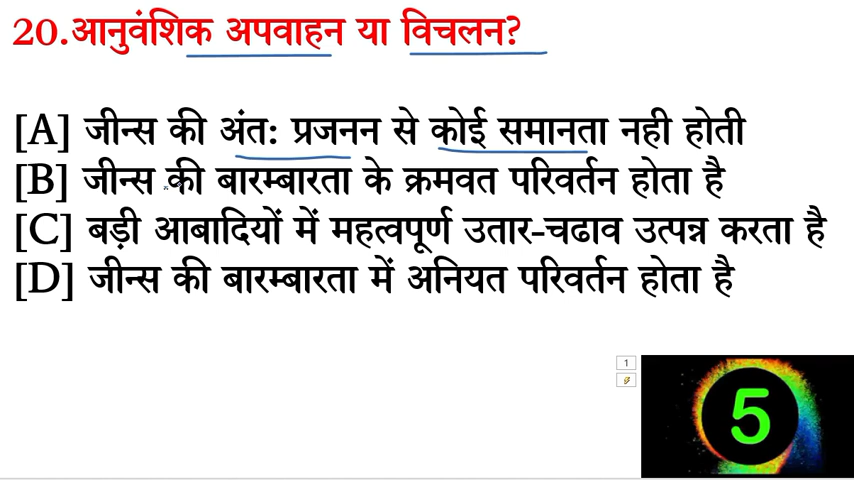 20.आनुवंशिक अपवाहन या विचलन?
[A] जीन्स की अंत: प्रजनन से कोई समानता नही होती
[B] जीन्स की बारम्बारता के क्रमवत परिवर्तन होता है
[C] बड़ी आबादियों में महत्वपूर्ण उतार-चढाव उत्पन्न करता है
[D] जीन्स की बारम्बारता में अनियत परिवर्तन होता है
1
5